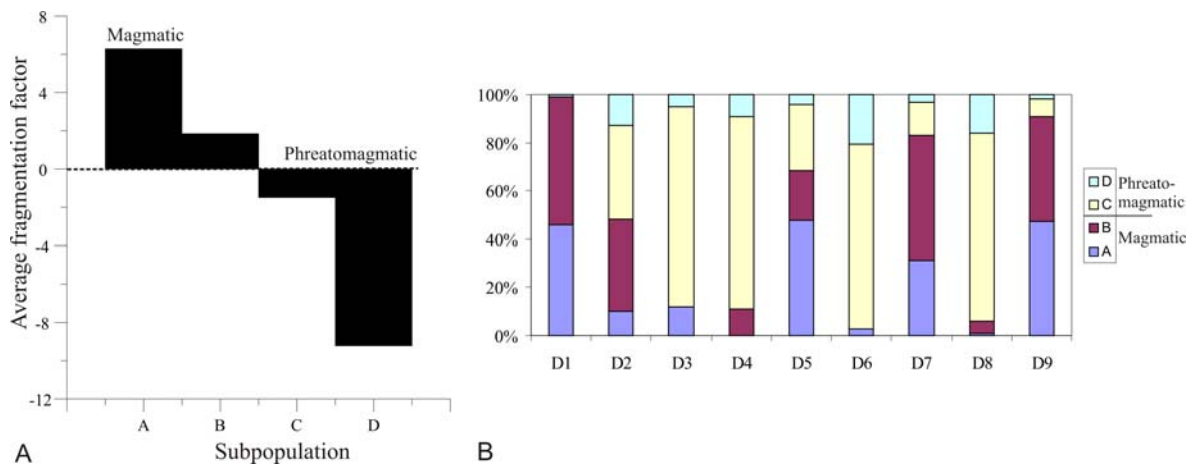 8
4
0
-4
-8
-12
Average fragmentation factor
Magmatic
Phreatomagmatic
A B C D
Subpopulation
A
100%
80%
60%
40%
20%
0%
D1 D2 D3 D4 D5 D6 D7 D8 D9
D
C
Phreato-
magmatic
B
A
Magmatic
B